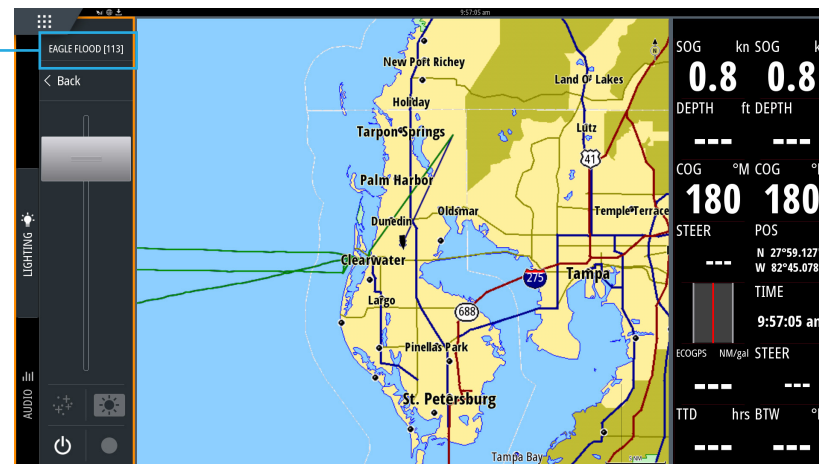 9:57:05 am
EAGLE FLOOD [113]
< Back
LIGHTING
AUDIO
New Port Richey
Land O' Lakes
Holiday
Tarpon Springs
Lutz
41
Palm Harbor
Dunedin
Oldsmar
Temple Terrace
Clearwater
275
Tampa
Largo
688
Pinellas Park
St. Petersburg
Tampa Bay
N
SOG kn SOG
0.8 0.8
DEPTH ft DEPTH
--- ---
COG °M COG
180 180
STEER POS
--- N 27°59.127
W 82°45.078
TIME
9:57:05 am
ECOGPS NM/gal STEER
--- ---
TTD hrs BTW
--- ---